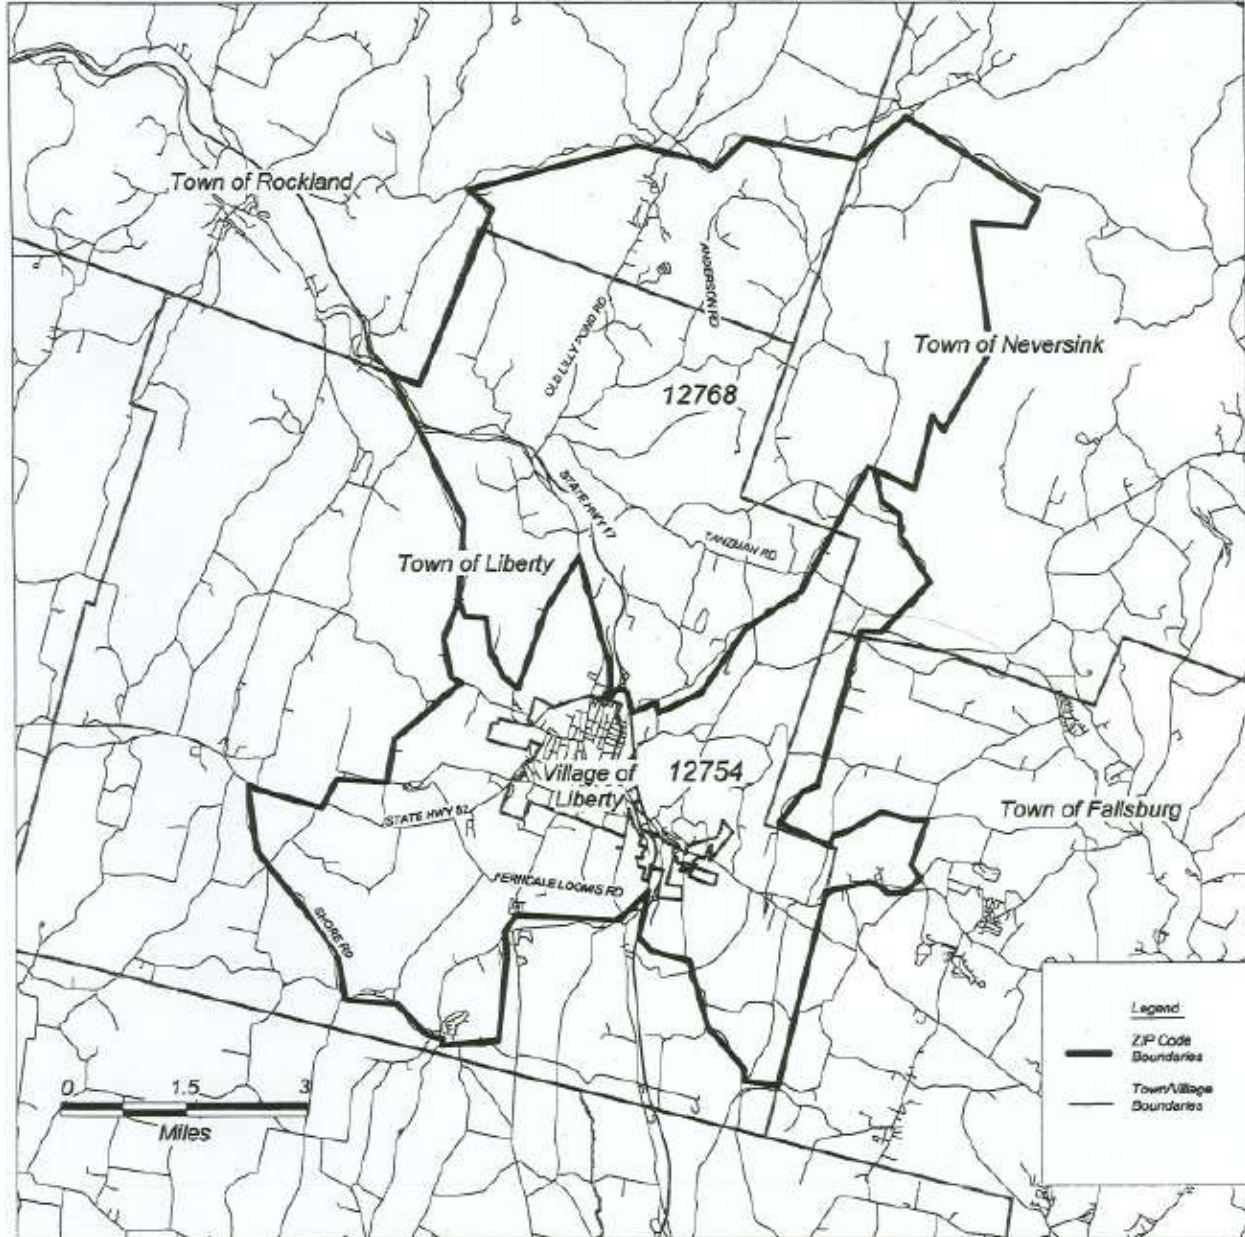 Town of Rockland
ANDERSON RD
OLD LILLY POND RD
Town of Neversink
12768
STATE HWY 17
TANZMAN RD
Town of Liberty
Village of
Liberty
12754
STATE HWY 52
Town of Fallsburg
FERNDALE LOOMIS RD
SHORE RD
Legend
ZIP Code
Boundaries
Town/Village
Boundaries
0 1.5 3
Miles